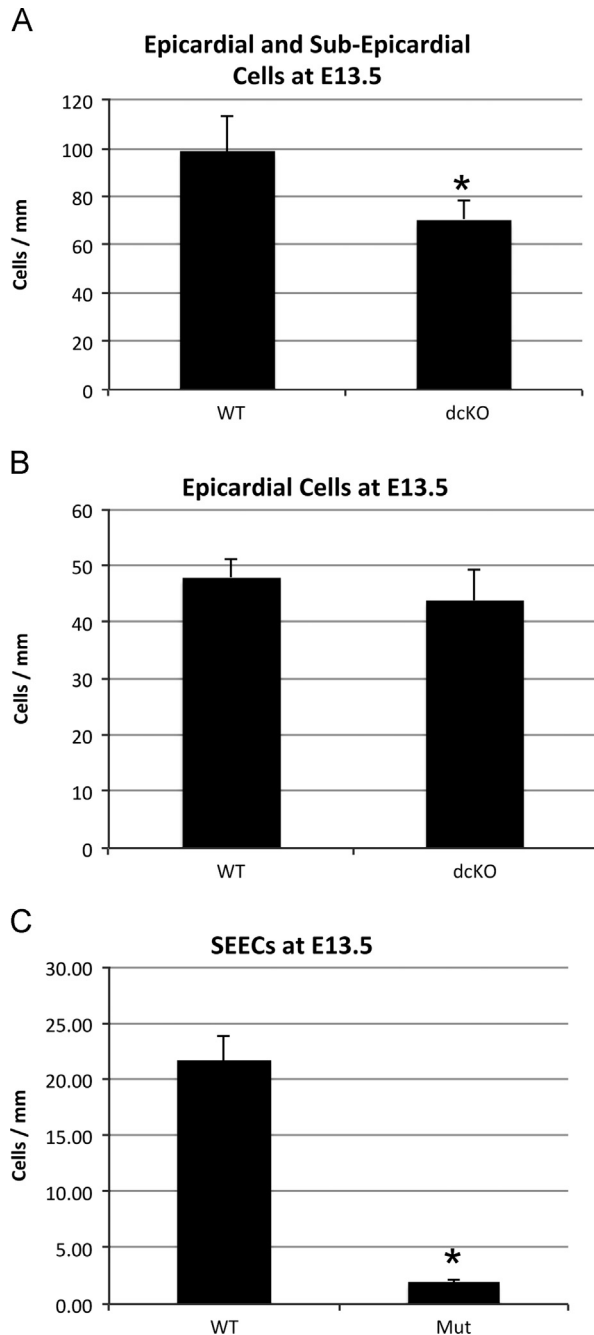 A
Epicardial and Sub-Epicardial
Cells at E13.5
120
100
80
60
40
20
0
Cells / mm
*
WT dcKO
B
Epicardial Cells at E13.5
60
50
40
30
20
10
0
Cells / mm
WT dcKO
C
SEECs at E13.5
30.00
25.00
20.00
15.00
10.00
5.00
0.00
Cells / mm
*
WT Mut